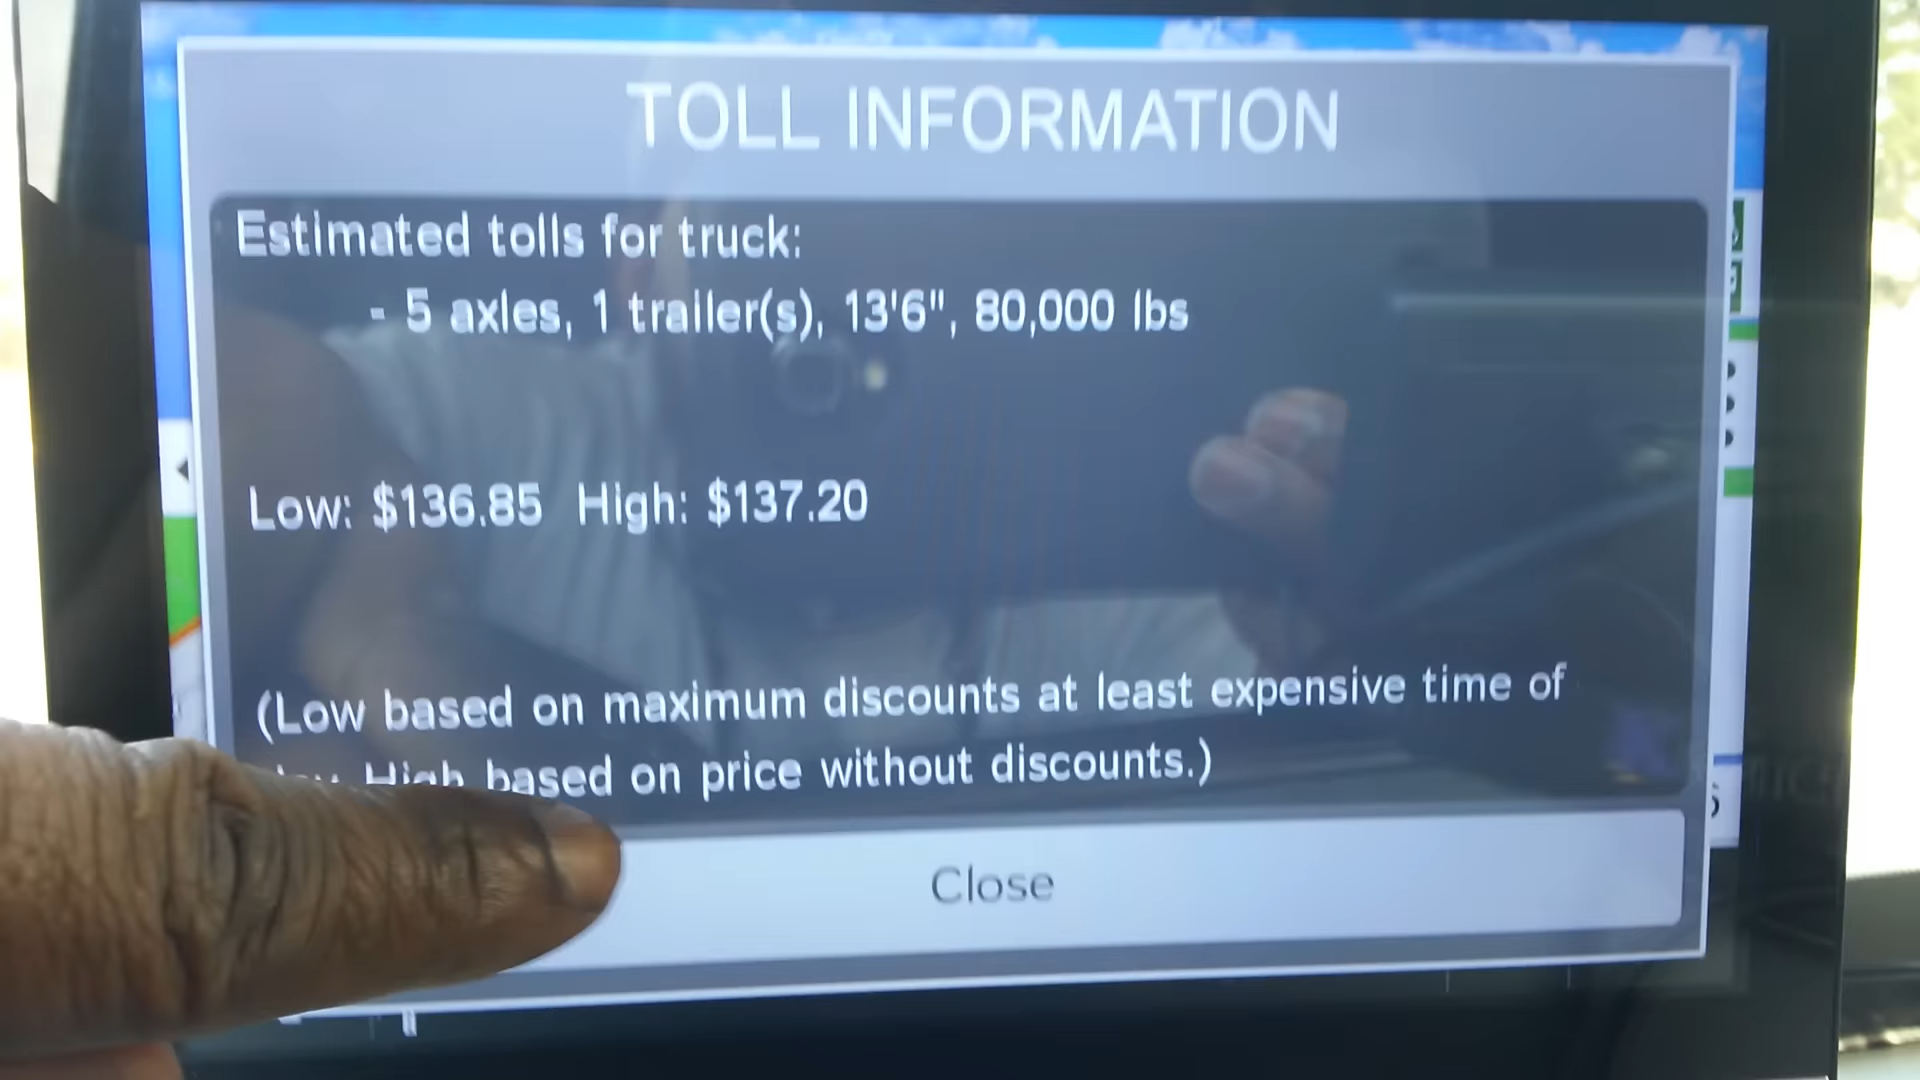 TOLL INFORMATION
Estimated tolls for truck:
- 5 axles, 1 trailer(s), 13'6", 80,000 lbs
Low: $136.85 High: $137.20
(Low based on maximum discounts at least expensive time of
High based on price without discounts.)
Close